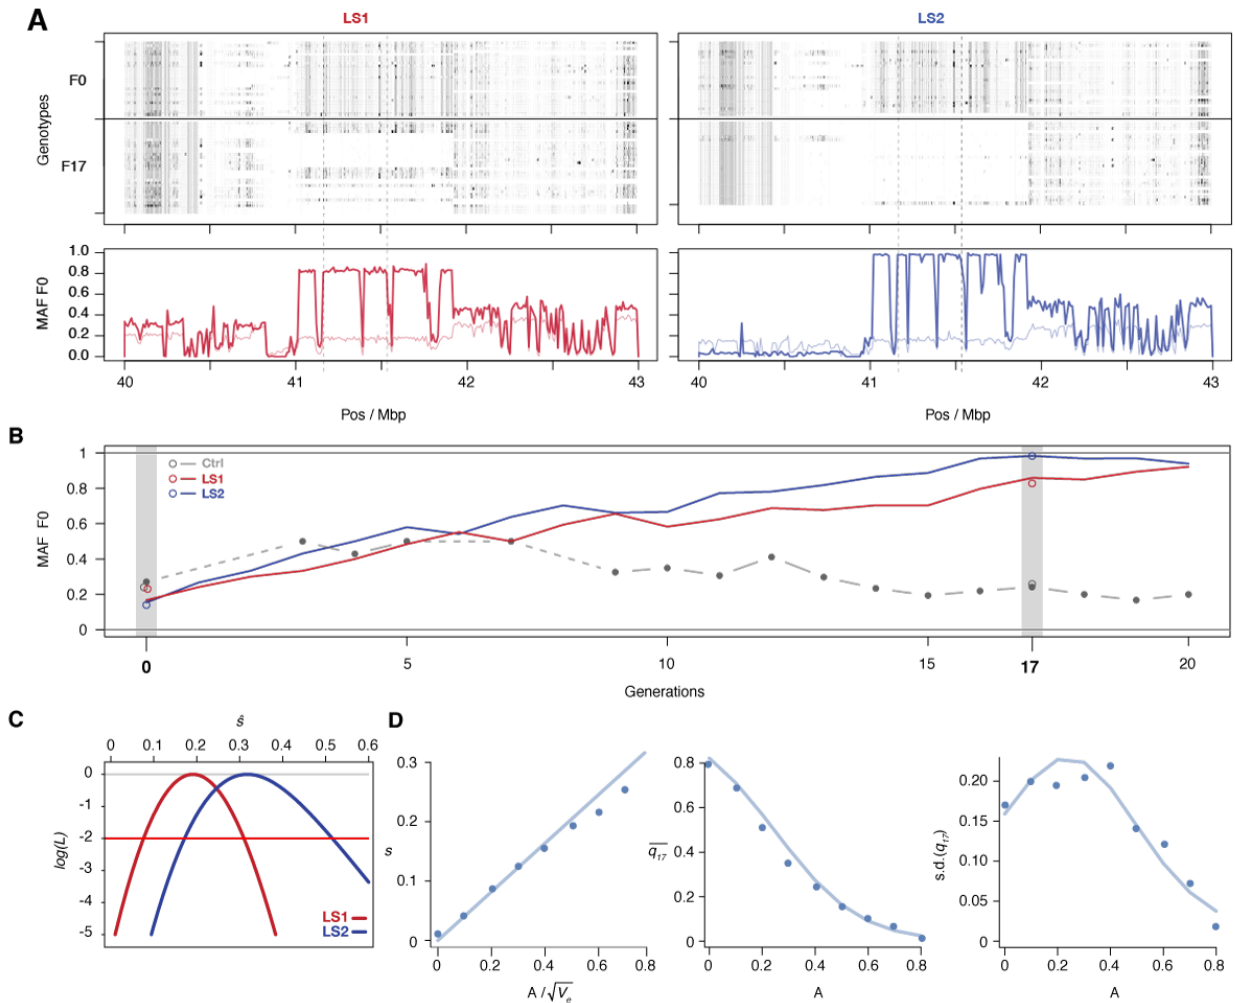 A
LS1
LS2
Genotypes
F0
F17
MAF F0
1.0
0.8
0.6
0.4
0.2
0.0
40
41
42
43
40
41
42
43
Pos / Mbp
Pos / Mbp
B
MAF F0
1
0.8
0.6
0.4
0.2
0
Ctrl
LS1
LS2
0
5
10
15
17
20
Generations
C
ŝ
0
0.1
0.2
0.3
0.4
0.5
0.6
log(L)
0
-1
-2
-3
-4
-5
LS1
LS2
D
s
0.3
0.2
0.1
0
0
0.2
0.4
0.6
0.8
A / √Ve
q17
0.8
0.6
0.4
0.2
0
0
0.2
0.4
0.6
0.8
A
s.d.(q17)
0.20
0.15
0.10
0.05
0
0
0.2
0.4
0.6
0.8
A